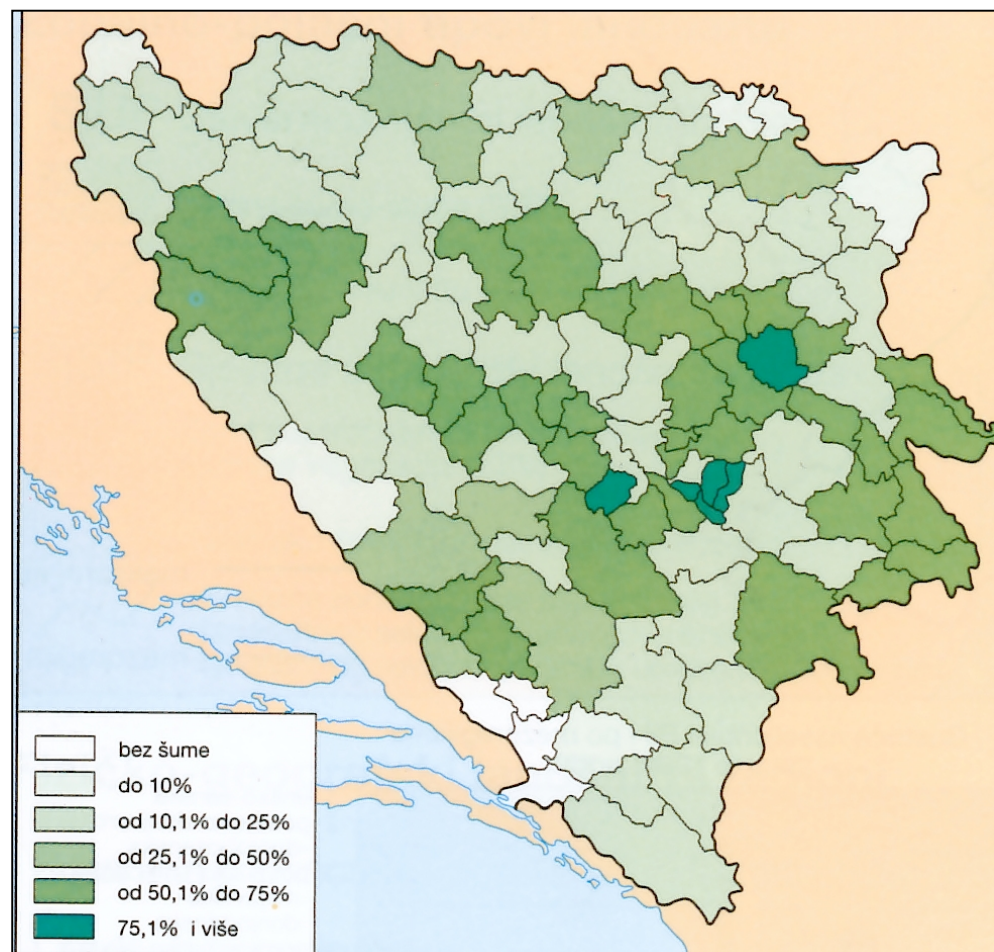 bez šume
do 10%
od 10,1% do 25%
od 25,1% do 50%
od 50,1% do 75%
75,1% i više